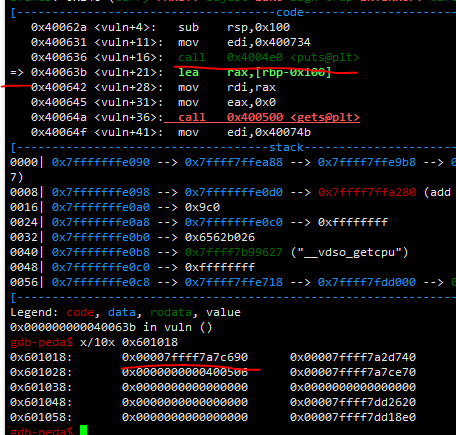 [----------------------------------code-----------------
0x40062a <vuln+4>: sub rsp,0x100
0x400631 <vuln+11>: mov edi,0x400734
0x400636 <vuln+16>: call 0x4004e0 <puts@plt>
=> 0x40063b <vuln+21>: lea rax,[rbp-0x100]
0x400642 <vuln+28>: mov rdi,rax
0x400645 <vuln+31>: mov eax,0x0
0x40064a <vuln+36>: call 0x400500 <gets@plt>
0x40064f <vuln+41>: mov edi,0x40074b
[----------------------------------stack----------------
0000| 0x7fffffffe090 --> 0x7ffff7ffea88 --> 0x7ffff7ffe9b8 --> 0
7)
0008| 0x7fffffffe098 --> 0x7fffffffe0d0 --> 0x7ffff7ffa280 (add
0016| 0x7fffffffe0a0 --> 0x9c0
0024| 0x7fffffffe0a8 --> 0x7fffffffe0c0 --> 0xffffffff
0032| 0x7fffffffe0b0 --> 0x6562b026
0040| 0x7fffffffe0b8 --> 0x7ffff7b99627 ("__vdso_getcpu")
0048| 0x7fffffffe0c0 --> 0xffffffff
0056| 0x7fffffffe0c8 --> 0x7ffff7ffe718 --> 0x7ffff7fdd000 -->
[-------------------------------------------------------
Legend: code, data, rodata, value
0x000000000040063b in vuln ()
gdb-peda$ x/10x 0x601018
0x601018: 0x00007ffff7a7c690 0x00007ffff7a2d740
0x601028: 0x0000000000400506 0x00007ffff7a7ce70
0x601038: 0x0000000000000000 0x0000000000000000
0x601048: 0x0000000000000000 0x00007ffff7dd2620
0x601058: 0x0000000000000000 0x00007ffff7dd18e0
gdb-peda$